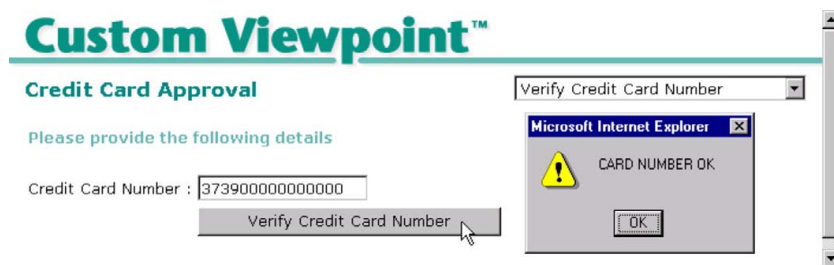 Custom Viewpoint™
Credit Card Approval
Verify Credit Card Number
Please provide the following details
Microsoft Internet Explorer
CARD NUMBER OK
Credit Card Number : 373900000000000
OK
Verify Credit Card Number